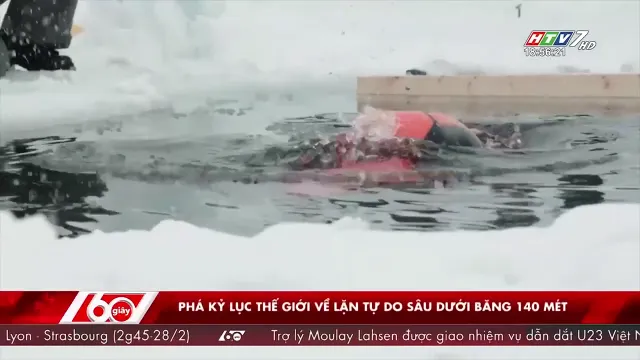 HTV7 HD
18:56:21
60 giây
PHÁ KỶ LỤC THẾ GIỚI VỀ LẶN TỰ DO SÂU DƯỚI BĂNG 140 MÉT
Lyon - Strasbourg (2g45-28/2) 60 Trợ lý Moulay Lahsen được giao nhiệm vụ dẫn dắt U23 Việt N